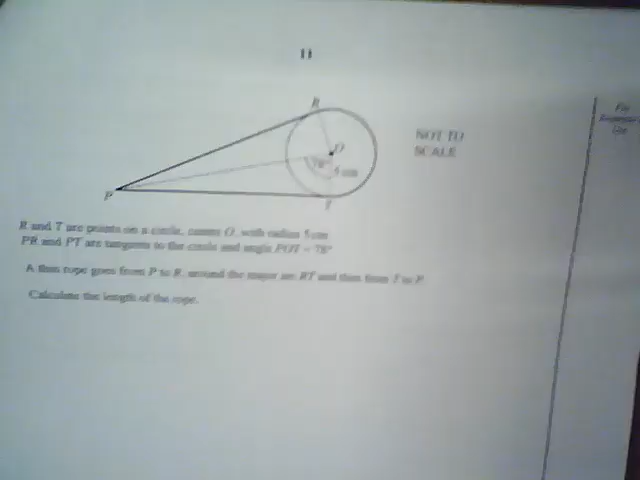 11
R
O
78°
5 cm
P
T
NOT TO
SCALE
For
R and T are points on a circle, centre O, with radius 5 cm
PR and PT are tangents to the circle and angle POT = 78°
A thin rope goes from P to R, around the major arc RT and then from T to P.
Calculate the length of the rope.